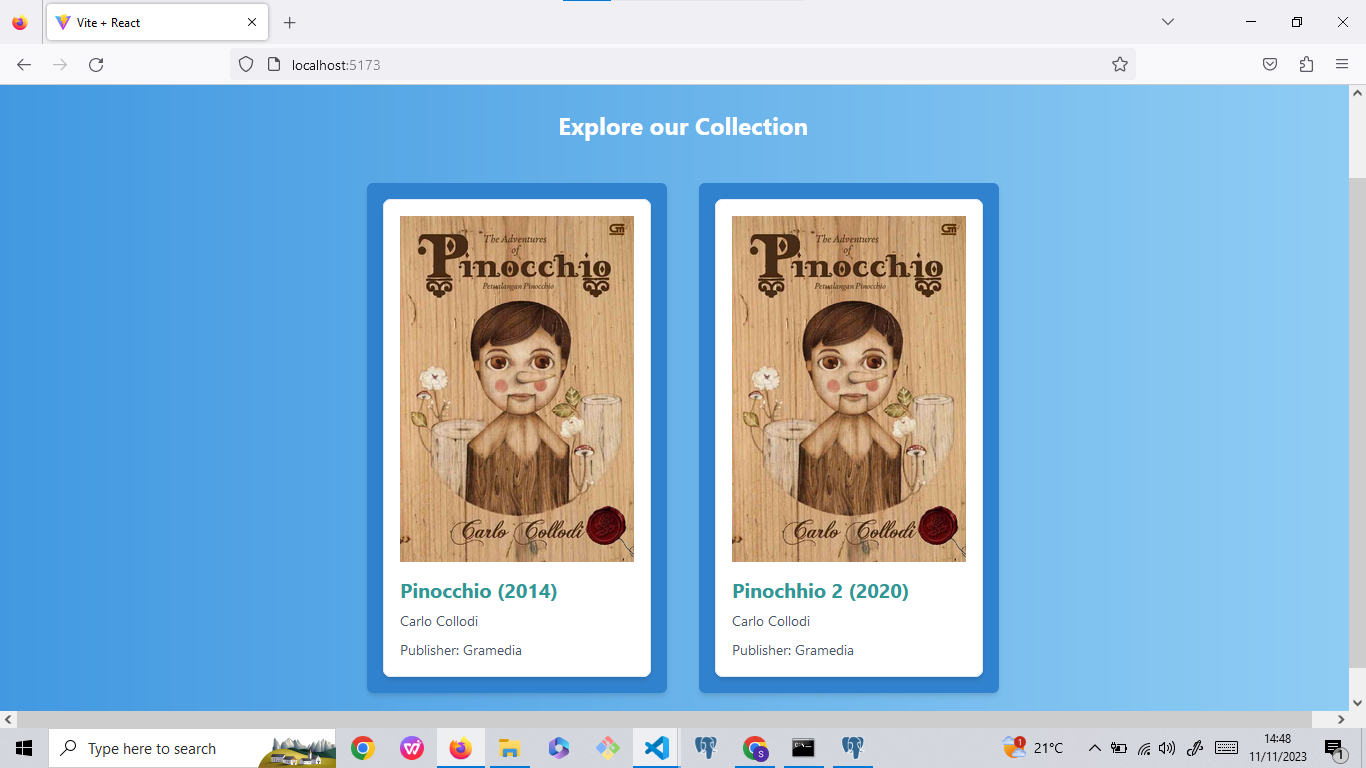 Vite + React
localhost:5173
Explore our Collection
The Adventures
of
Pinocchio
Petualangan Pinocchio
Carlo Collodi
Pinocchio (2014)
Carlo Collodi
Publisher: Gramedia
The Adventures
of
Pinocchio
Petualangan Pinocchio
Carlo Collodi
Pinochhio 2 (2020)
Carlo Collodi
Publisher: Gramedia
Type here to search
1
21°C
14:48
11/11/2023
1